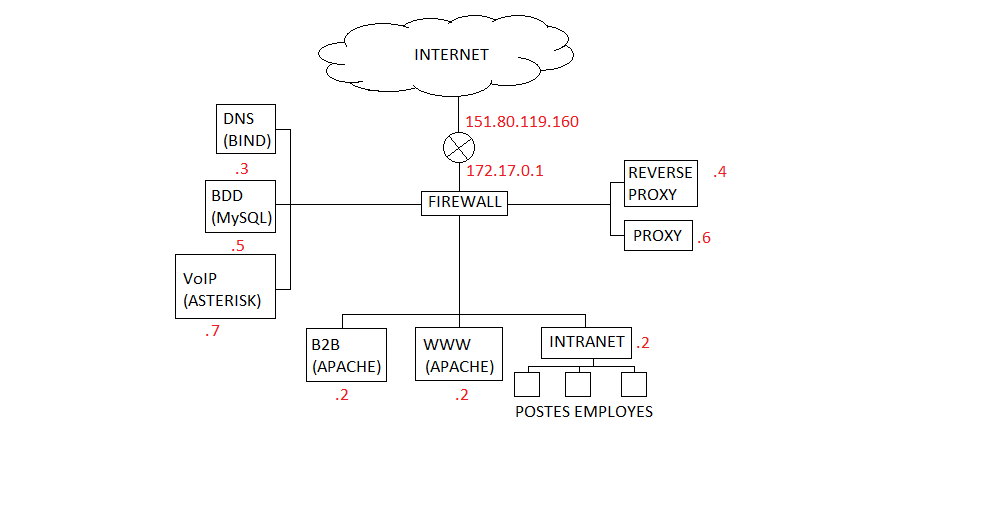 INTERNET
151.80.119.160
172.17.0.1
FIREWALL
DNS
(BIND)
.3
BDD
(MySQL)
.5
VoIP
(ASTERISK)
.7
REVERSE
PROXY
.4
PROXY
.6
B2B
(APACHE)
.2
WWW
(APACHE)
.2
INTRANET
.2
POSTES EMPLOYES